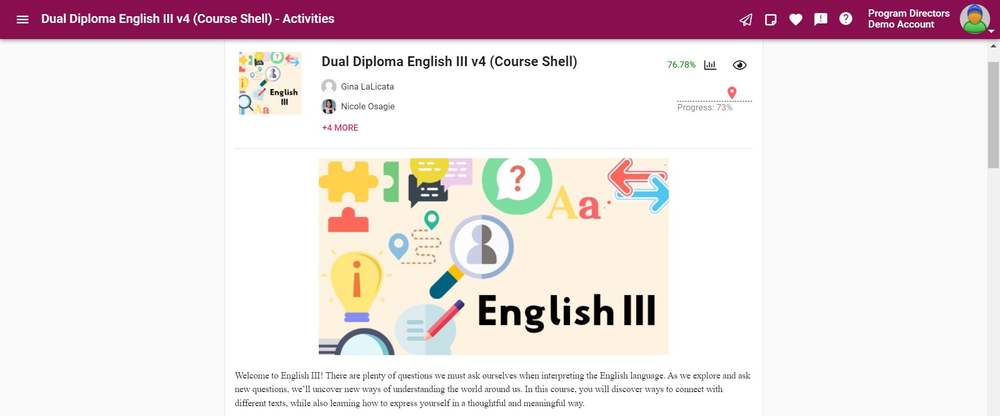 Dual Diploma English III v4 (Course Shell) - Activities
Program Directors
Demo Account
English
III
Aa
Dual Diploma English III v4 (Course Shell)
76.78%
Gina LaLicata
Nicole Osagie
Progress: 73%
+4 MORE
?
Aa
i
English III
Welcome to English III! There are plenty of questions we must ask ourselves when interpreting the English language. As we explore and ask
new questions, we’ll uncover new ways of understanding the world around us. In this course, you will discover ways to connect with
different texts, while also learning how to express yourself in a thoughtful and meaningful way.